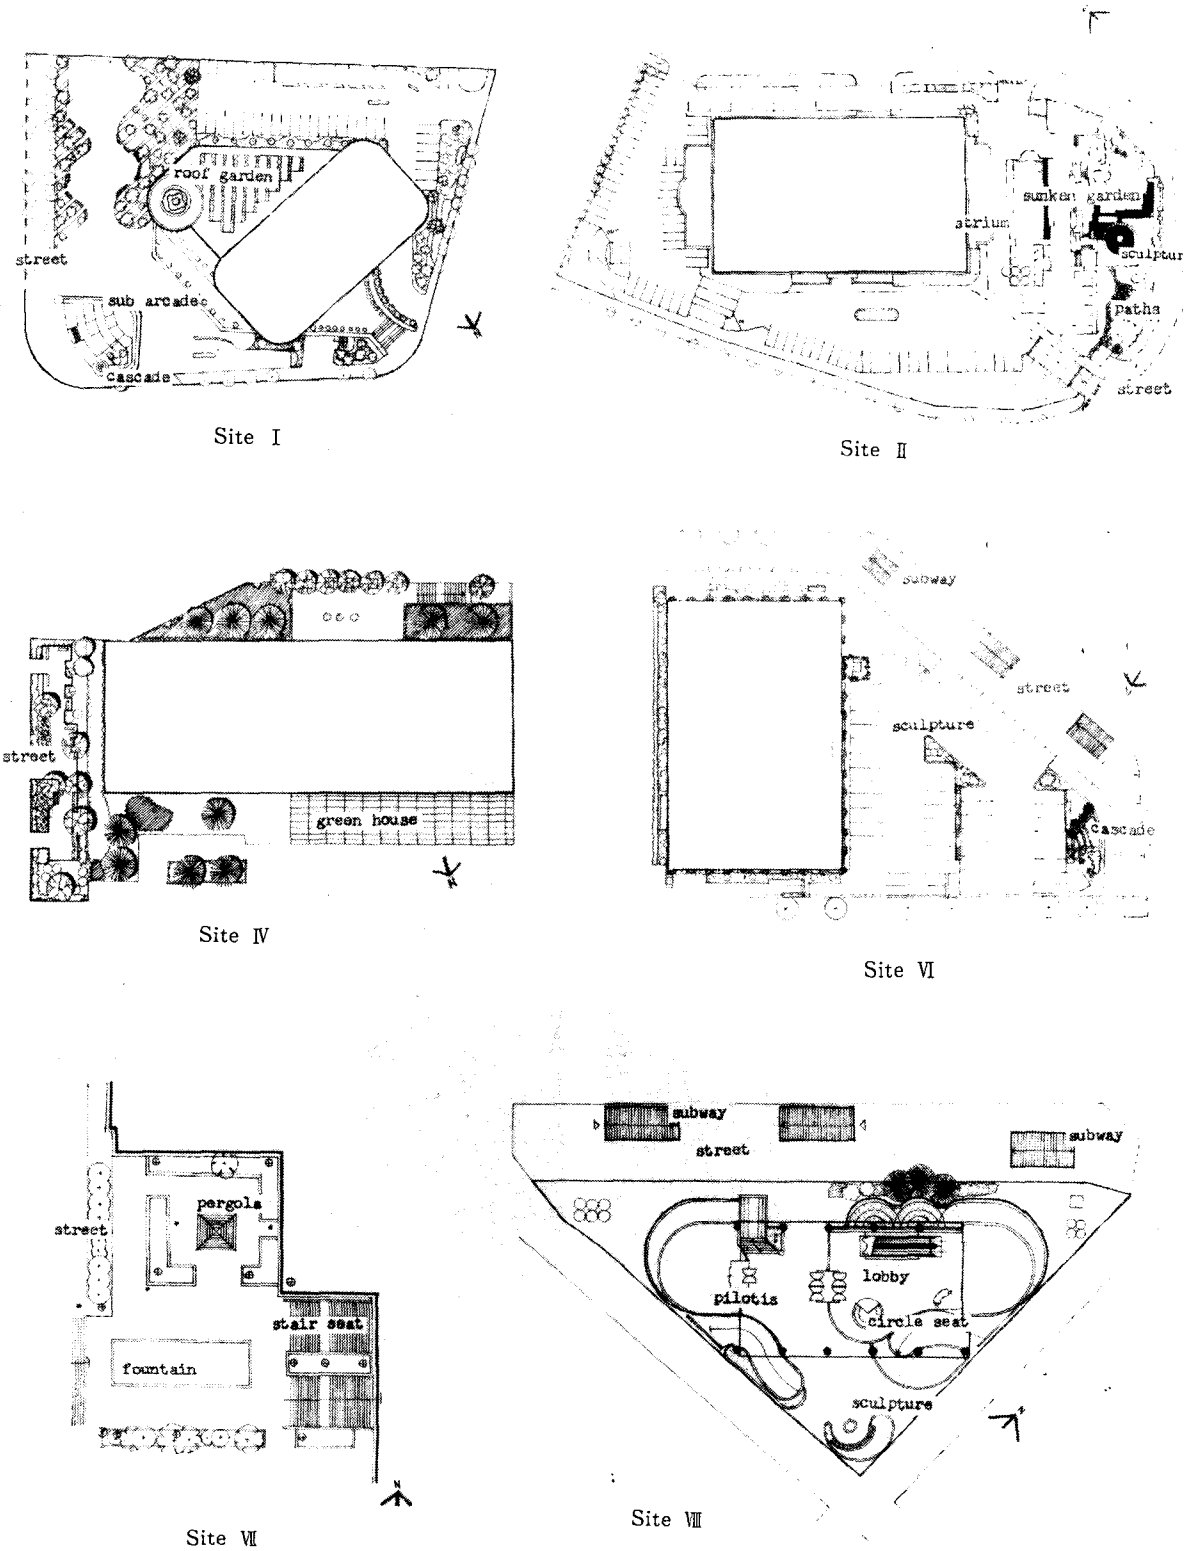 roof garden
street
sub arcade
cascade
Site Ⅰ
sunken garden
atrium
sculptur
paths
street
Site Ⅱ
street
green house
Site Ⅳ
subway
street
sculpture
cascade
Site Ⅵ
pergola
street
stair seat
fountain
N
Site Ⅶ
subway
street
subway
lobby
pilotis
circle seat
sculpture
Site Ⅷ